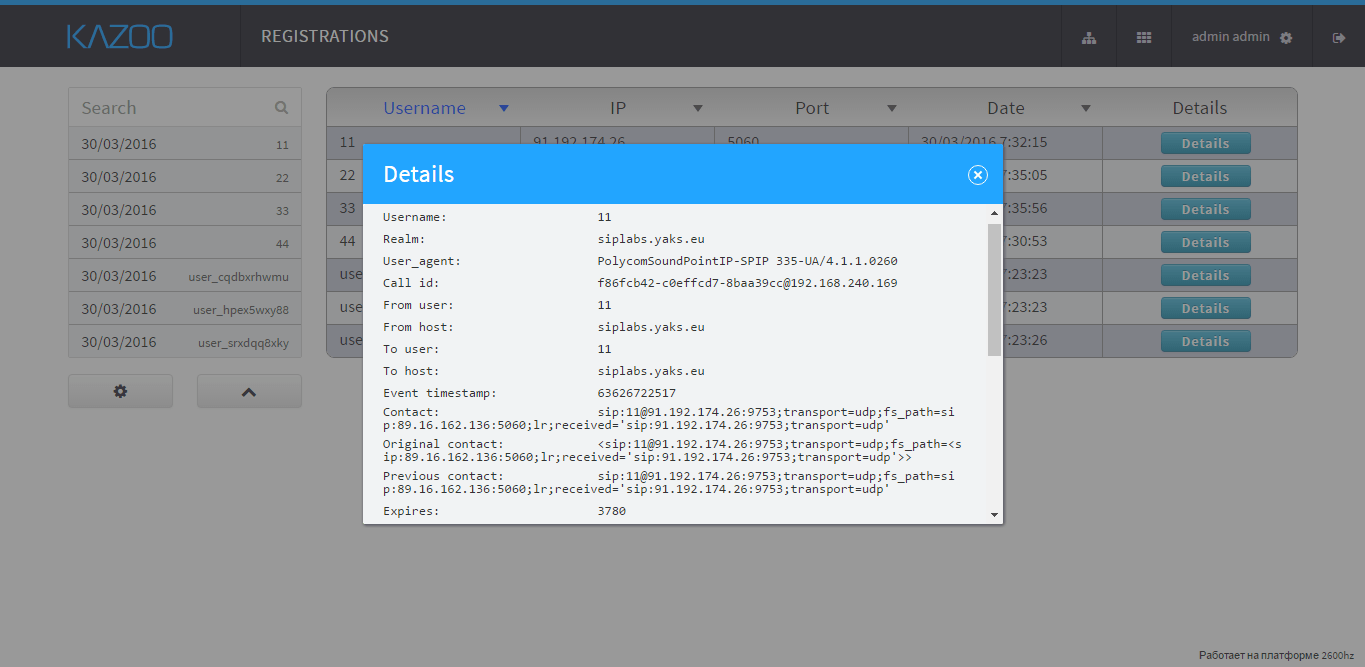 KAZOO
REGISTRATIONS
admin admin
Search
30/03/2016 11
30/03/2016 22
30/03/2016 33
30/03/2016 44
30/03/2016 user_cqdbxrhwmu
30/03/2016 user_hpex5wxy88
30/03/2016 user_srxdqq8xky
Username IP Port Date Details
11 91.192.174.26 5060 30/03/2016 7:32:15 Details
22 7:35:05 Details
33 7:35:56 Details
44 7:30:53 Details
use 7:23:23 Details
use 7:23:23 Details
use 7:23:26 Details
Details
Username: 11
Realm: siplabs.yaks.eu
User_agent: PolycomSoundPointIP-SPIP 335-UA/4.1.1.0260
Call id: f86fcb42-c0effcd7-8baa39cc@192.168.240.169
From user: 11
From host: siplabs.yaks.eu
To user: 11
To host: siplabs.yaks.eu
Event timestamp: 63626722517
Contact: sip:11@91.192.174.26:9753;transport=udp;fs_path=si
p:89.16.162.136:5060;lr;received='sip:91.192.174.26:9753;transport=udp'
Original contact: <sip:11@91.192.174.26:9753;transport=udp;fs_path=<s
ip:89.16.162.136:5060;lr;received='sip:91.192.174.26:9753;transport=udp'>>
Previous contact: sip:11@91.192.174.26:9753;transport=udp;fs_path=si
p:89.16.162.136:5060;lr;received='sip:91.192.174.26:9753;transport=udp'
Expires: 3780
Работает на платформе 2600hz